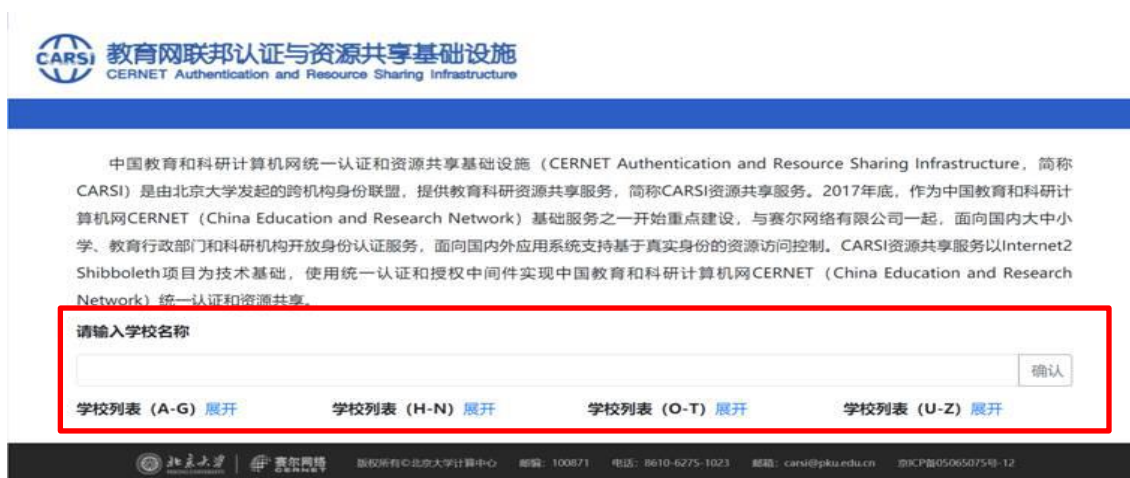 CARSI 教育网联邦认证与资源共享基础设施
CERNET Authentication and Resource Sharing Infrastructure
中国教育和科研计算机网统一认证和资源共享基础设施（CERNET Authentication and Resource Sharing Infrastructure，简称
CARSI）是由北京大学发起的跨机构身份联盟，提供教育科研资源共享服务，简称CARSI资源共享服务。2017年底，作为中国教育和科研计
算机网CERNET（China Education and Research Network）基础服务之一开始重点建设，与赛尔网络有限公司一起，面向国内大中小
学、教育行政部门和科研机构开放身份认证服务，面向国内外应用系统支持基于真实身份的资源访问控制。CARSI资源共享服务以Internet2
Shibboleth项目为技术基础，使用统一认证和授权中间件实现中国教育和科研计算机网CERNET（China Education and Research
Network）统一认证和资源共享。
请输入学校名称
确认
学校列表（A-G）展开 学校列表（H-N）展开 学校列表（O-T）展开 学校列表（U-Z）展开
北京大学 赛尔网络 CERNET 版权所有©北京大学计算中心 邮编：100871 电话：8610-6275-1023 邮箱：carsi@pku.edu.cn 京ICP备05065075号-12